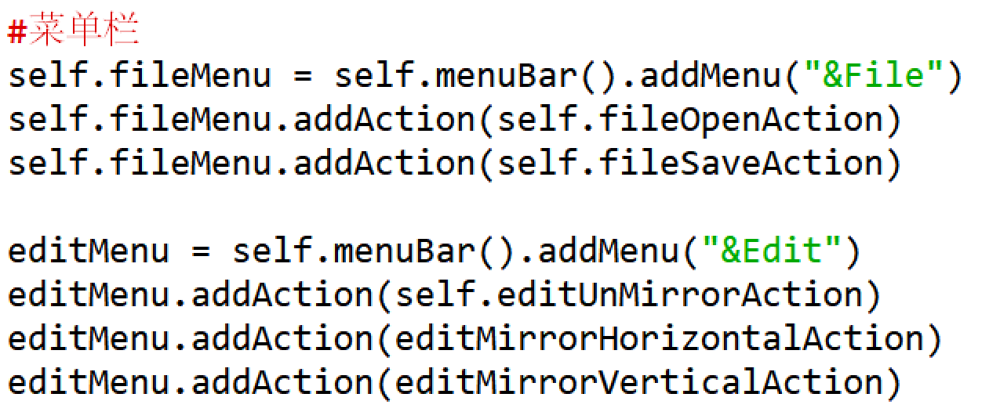 #菜单栏
self.fileMenu = self.menuBar().addMenu("&File")
self.fileMenu.addAction(self.fileOpenAction)
self.fileMenu.addAction(self.fileSaveAction)
editMenu = self.menuBar().addMenu("&Edit")
editMenu.addAction(self.editUnMirrorAction)
editMenu.addAction(editMirrorHorizontalAction)
editMenu.addAction(editMirrorVerticalAction)